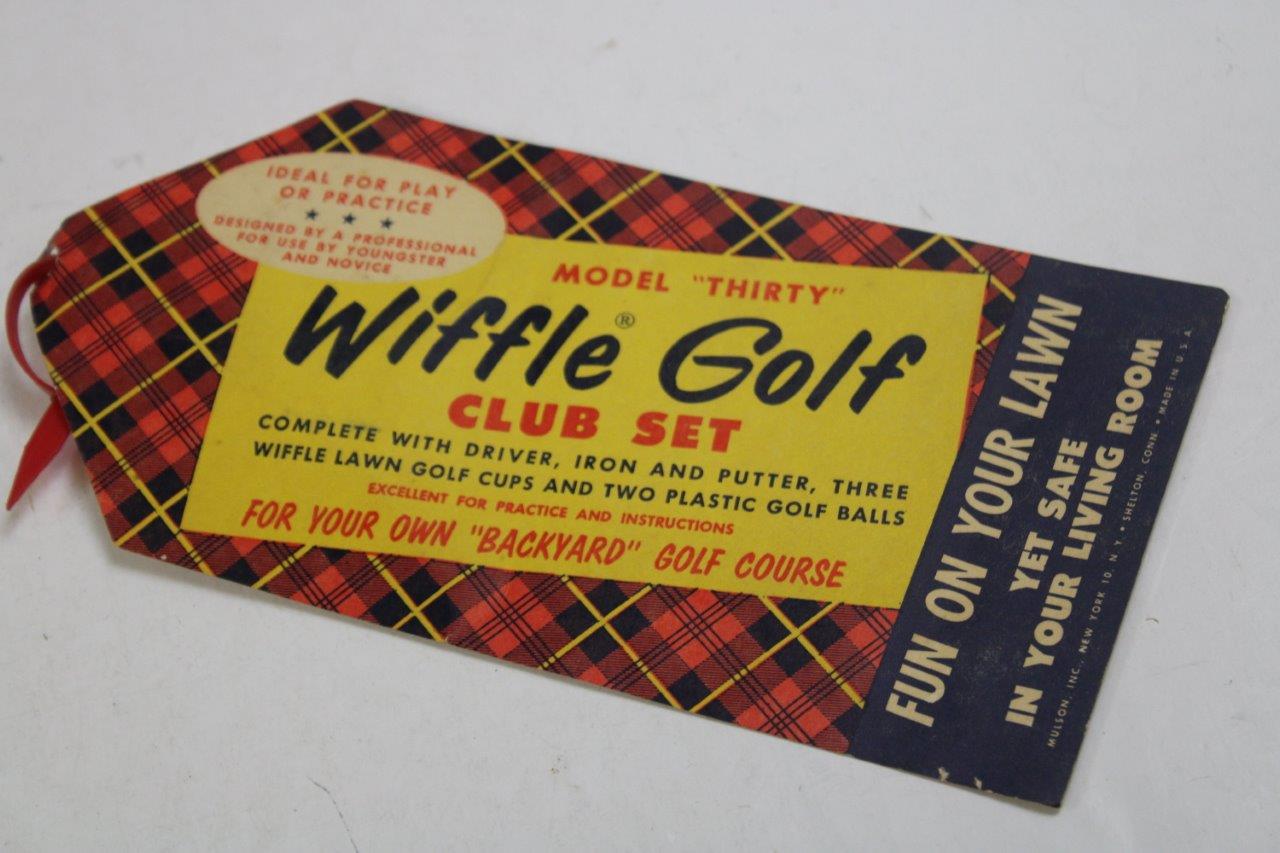 IDEAL FOR PLAY
OR PRACTICE
★ ★ ★
DESIGNED BY A PROFESSIONAL
FOR USE BY YOUNGSTER
AND NOVICE
MODEL "THIRTY"
Wiffle® Golf
CLUB SET
COMPLETE WITH DRIVER, IRON AND PUTTER, THREE
WIFFLE LAWN GOLF CUPS AND TWO PLASTIC GOLF BALLS
EXCELLENT FOR PRACTICE AND INSTRUCTIONS
FOR YOUR OWN "BACKYARD" GOLF COURSE
FUN ON YOUR LAWN
YET SAFE
IN YOUR LIVING ROOM
MULSON, INC., NEW YORK 10, N. Y. • SHELTON, CONN. • MADE IN U. S. A.